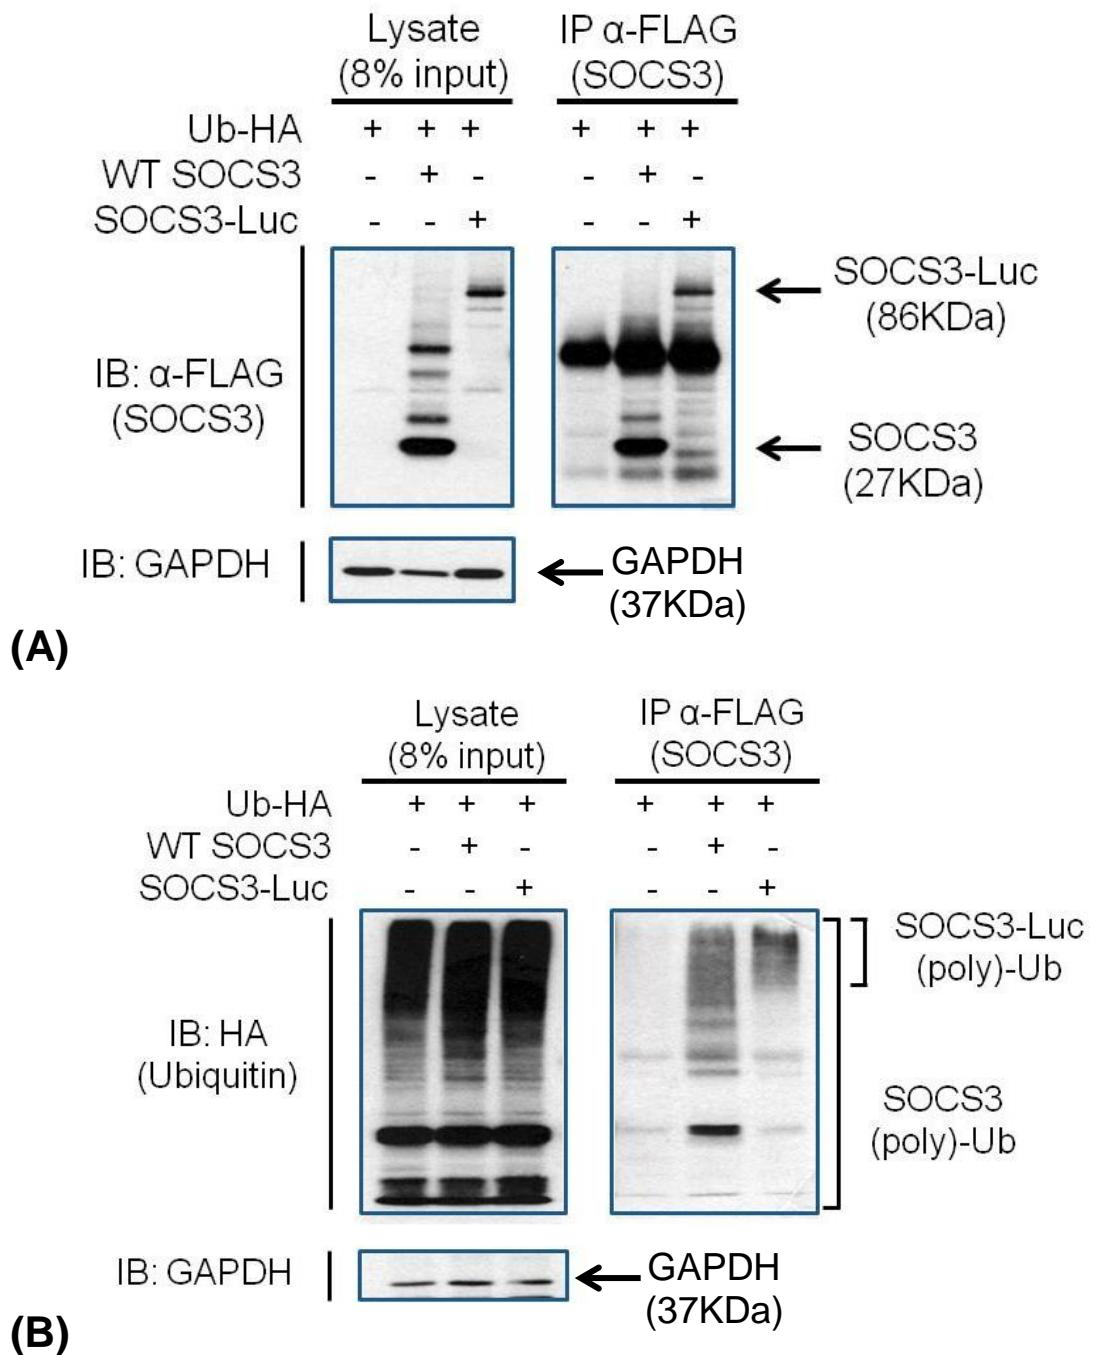 Lysate
(8% input)
IP α-FLAG
(SOCS3)
Ub-HA + + + + + +
WT SOCS3 - + - - + -
SOCS3-Luc - - + - - +
IB: α-FLAG
(SOCS3)
SOCS3-Luc
(86KDa)
SOCS3
(27KDa)
IB: GAPDH
GAPDH
(37KDa)
(A)
Lysate
(8% input)
IP α-FLAG
(SOCS3)
Ub-HA + + + + + +
WT SOCS3 - + - - + -
SOCS3-Luc - - + - - +
IB: HA
(Ubiquitin)
SOCS3-Luc
(poly)-Ub
SOCS3
(poly)-Ub
IB: GAPDH
GAPDH
(37KDa)
(B)